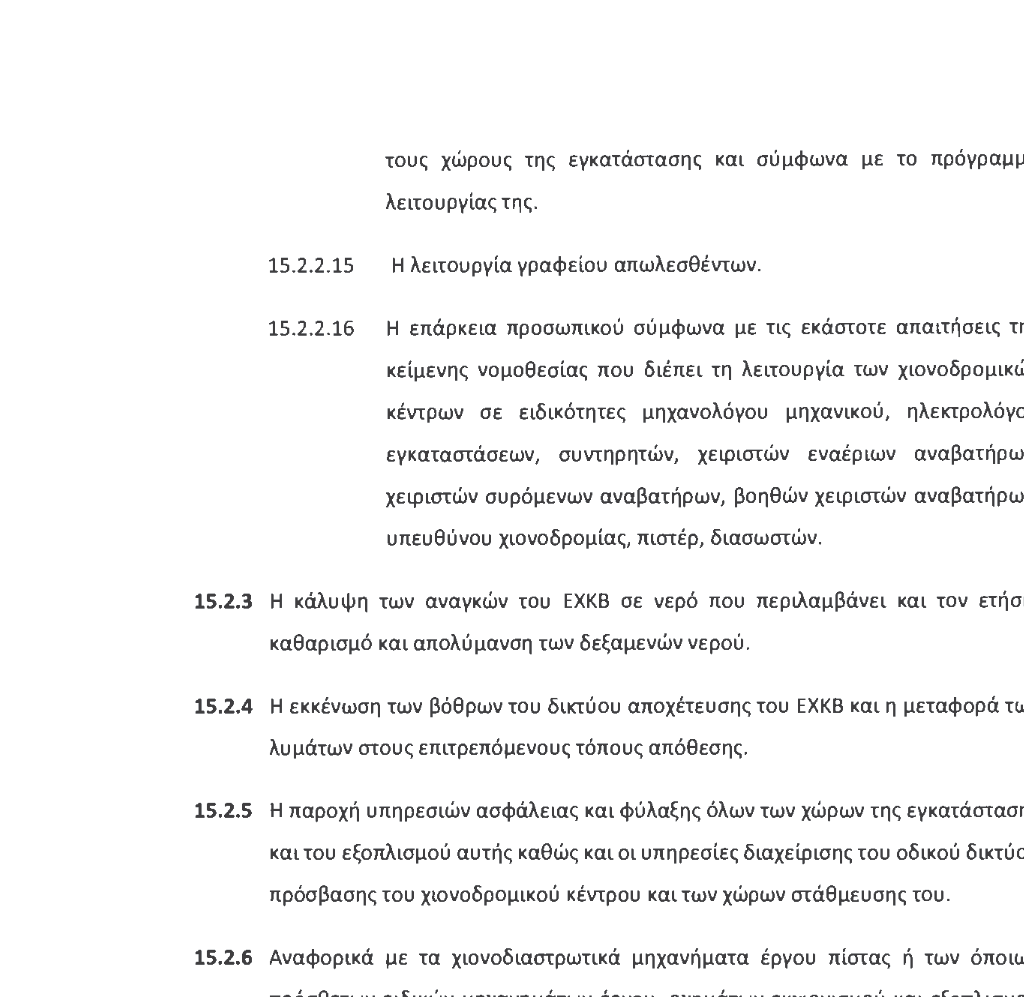 τους χώρους της εγκατάστασης και σύμφωνα με το πρόγραμμ
λειτουργίας της.
15.2.2.15 Η λειτουργία γραφείου απωλεσθέντων.
15.2.2.16 Η επάρκεια προσωπικού σύμφωνα με τις εκάστοτε απαιτήσεις τη
κείμενης νομοθεσίας που διέπει τη λειτουργία των χιονοδρομικώ
κέντρων σε ειδικότητες μηχανολόγου μηχανικού, ηλεκτρολόγο
εγκαταστάσεων, συντηρητών, χειριστών εναέριων αναβατήρω
χειριστών συρόμενων αναβατήρων, βοηθών χειριστών αναβατήρω
υπευθύνου χιονοδρομίας, πιστέρ, διασωστών.
15.2.3 Η κάλυψη των αναγκών του ΕΧΚΒ σε νερό που περιλαμβάνει και τον ετήσι
καθαρισμό και απολύμανση των δεξαμενών νερού.
15.2.4 Η εκκένωση των βόθρων του δικτύου αποχέτευσης του ΕΧΚΒ και η μεταφορά τω
λυμάτων στους επιτρεπόμενους τόπους απόθεσης.
15.2.5 Η παροχή υπηρεσιών ασφάλειας και φύλαξης όλων των χώρων της εγκατάσταση
και του εξοπλισμού αυτής καθώς και οι υπηρεσίες διαχείρισης του οδικού δικτύο
πρόσβασης του χιονοδρομικού κέντρου και των χώρων στάθμευσης του.
15.2.6 Αναφορικά με τα χιονοδιαστρωτικά μηχανήματα έργου πίστας ή των όποιω